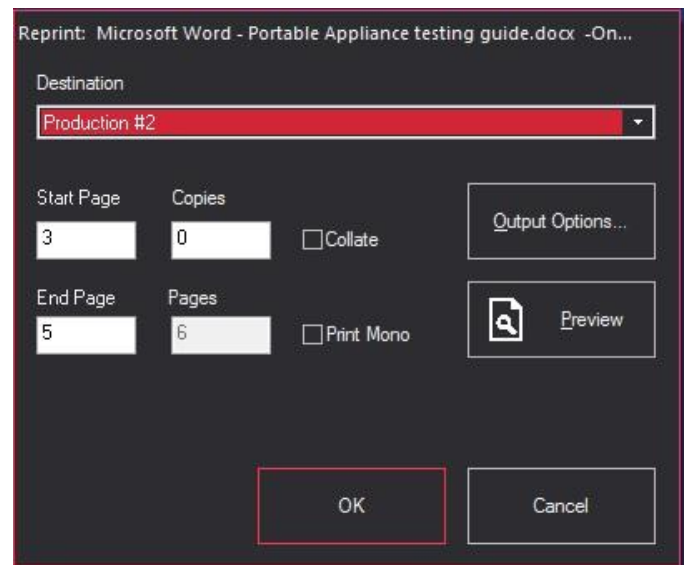 Reprint: Microsoft Word - Portable Appliance testing guide.docx -On...
Destination
Production #2
Start Page Copies
3 0 Collate
Output Options...
End Page Pages
5 6 Print Mono
Preview
OK Cancel